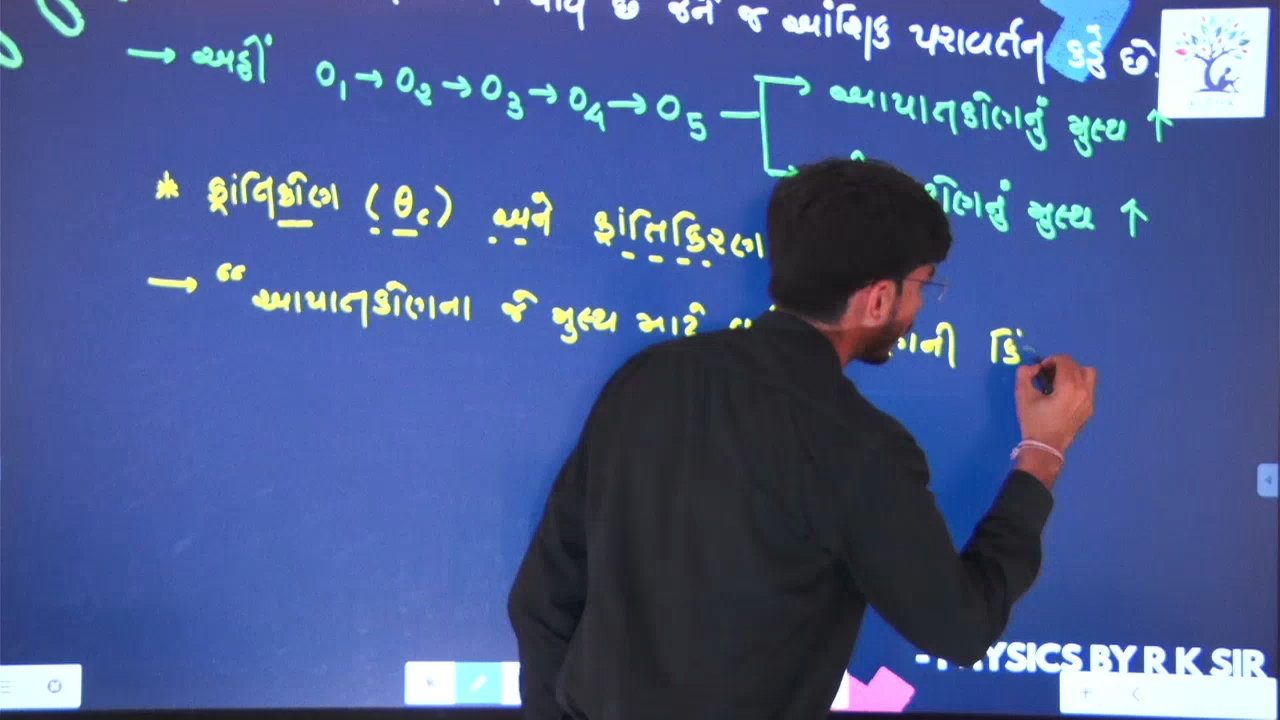 છે જેને જ આંશિક પરાવર્તન કહે છે.
→ અહીં O₁ → O₂ → O₃ → O₄ → O₅ → આપાતકોણનું મુલ્ય ↑
કોણનું મુલ્ય ↑
* ક્રાંતિકોણ (θc) અને ક્રાંતિકિરણ
→ “ આપાતકોણના જે મુલ્ય માટે ણની કિં
- PHYSICS BY R K SIR